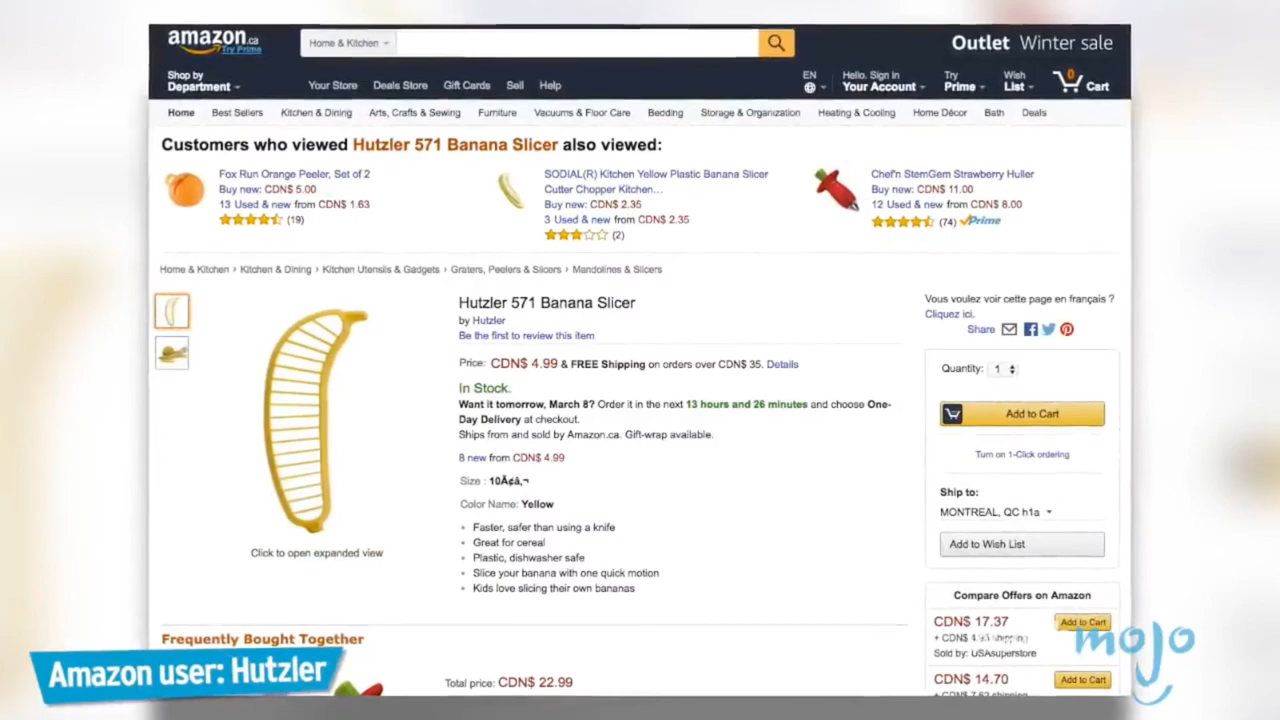 amazon.ca
Try Prime
Home & Kitchen
Outlet Winter sale
Shop by
Department
Your Store Deals Store Gift Cards Sell Help
EN
Hello. Sign in
Your Account
Try
Prime
Wish
List
0
Cart
Home Best Sellers Kitchen & Dining Arts, Crafts & Sewing Furniture Vacuums & Floor Care Bedding Storage & Organization Heating & Cooling Home Décor Bath Deals
Customers who viewed Hutzler 571 Banana Slicer also viewed:
Fox Run Orange Peeler, Set of 2
Buy new: CDN$ 5.00
13 Used & new from CDN$ 1.63
(19)
SODIAL(R) Kitchen Yellow Plastic Banana Slicer
Cutter Chopper Kitchen…
Buy new: CDN$ 2.35
3 Used & new from CDN$ 2.35
(2)
Chef'n StemGem Strawberry Huller
Buy new: CDN$ 11.00
12 Used & new from CDN$ 8.00
(74) Prime
Home & Kitchen › Kitchen & Dining › Kitchen Utensils & Gadgets › Graters, Peelers & Slicers › Mandolines & Slicers
Hutzler 571 Banana Slicer
by Hutzler
Be the first to review this item
Price: CDN$ 4.99 & FREE Shipping on orders over CDN$ 35. Details
In Stock.
Want it tomorrow, March 8? Order it in the next 13 hours and 26 minutes and choose One-
Day Delivery at checkout.
Ships from and sold by Amazon.ca. Gift-wrap available.
8 new from CDN$ 4.99
Size : 10Ã¢â‚¬
Color Name: Yellow
• Faster, safer than using a knife
• Great for cereal
• Plastic, dishwasher safe
• Slice your banana with one quick motion
• Kids love slicing their own bananas
Click to open expanded view
Vous voulez voir cette page en français ?
Cliquez ici.
Share
Quantity: 1
Add to Cart
Turn on 1-Click ordering
Ship to:
MONTREAL, QC h1a
Add to Wish List
Compare Offers on Amazon
CDN$ 17.37
Add to Cart
+ CDN$ 4.93 shipping
Sold by: USAsuperstore
CDN$ 14.70
Add to Cart
Frequently Bought Together
Total price: CDN$ 22.99
Amazon user: Hutzler
mojo